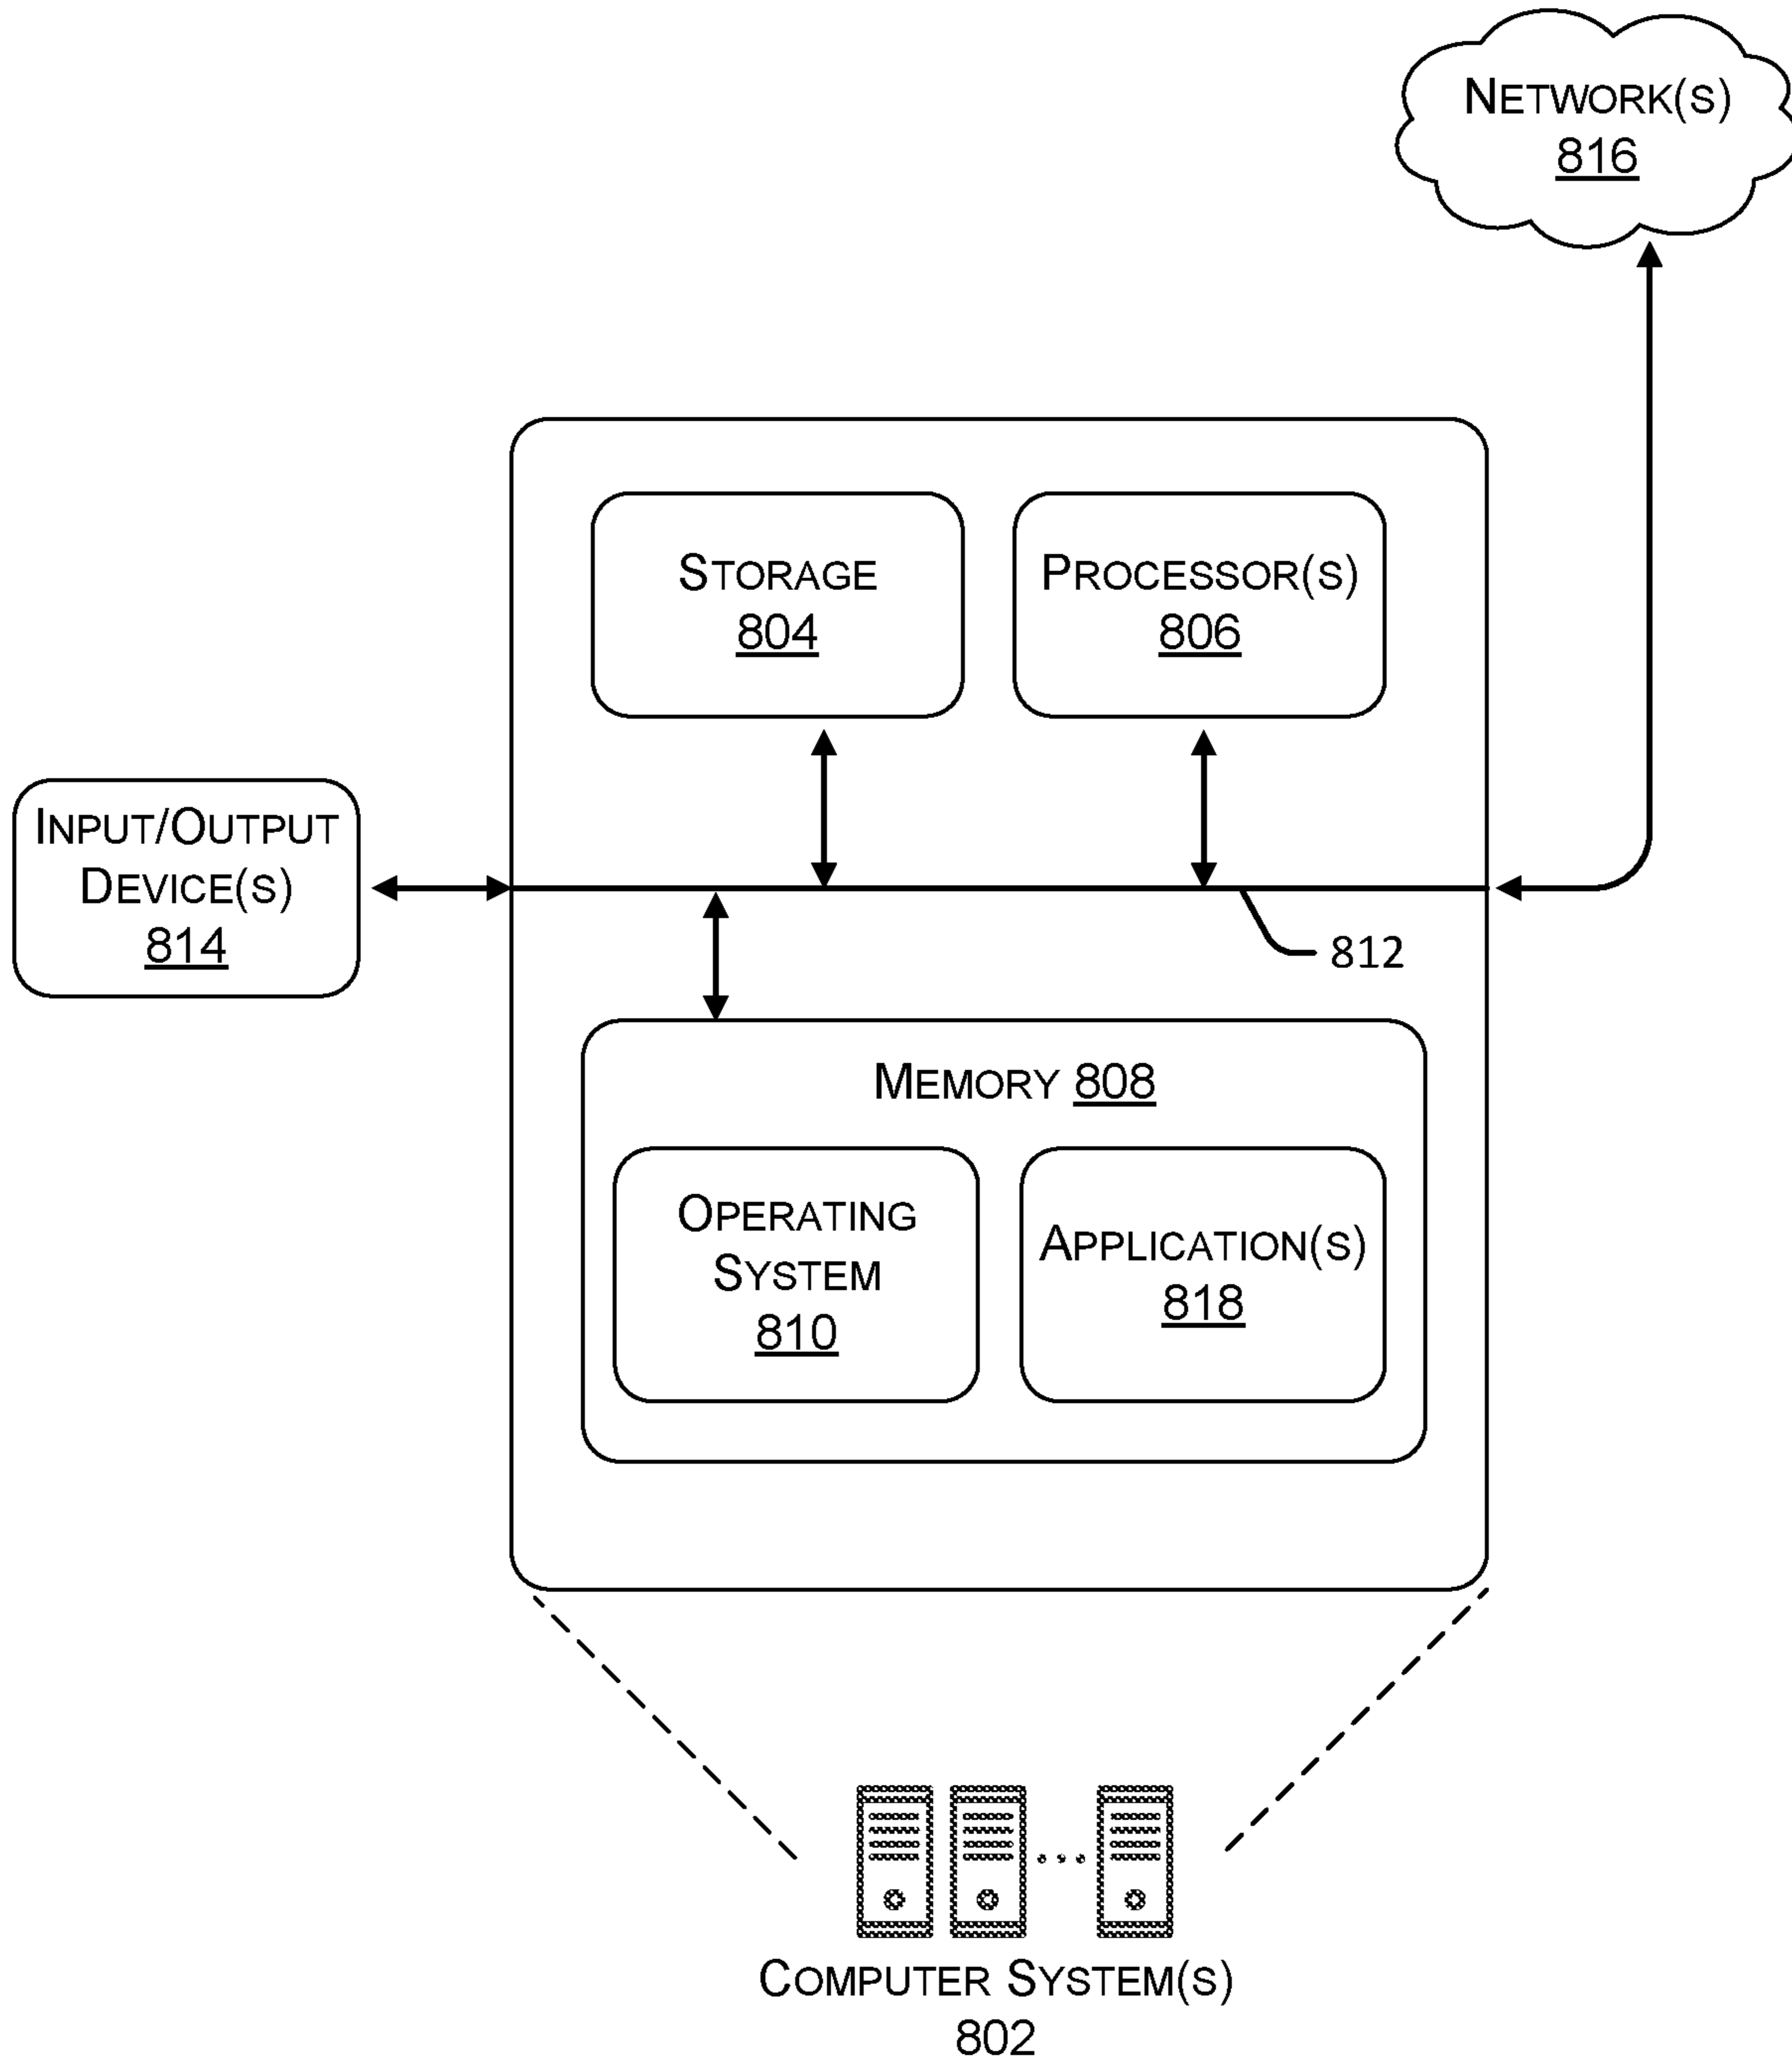 NETWORK(S)
816
STORAGE
804
PROCESSOR(S)
806
INPUT/OUTPUT
DEVICE(S)
814
812
MEMORY 808
OPERATING
SYSTEM
810
APPLICATION(S)
818
COMPUTER SYSTEM(S)
802